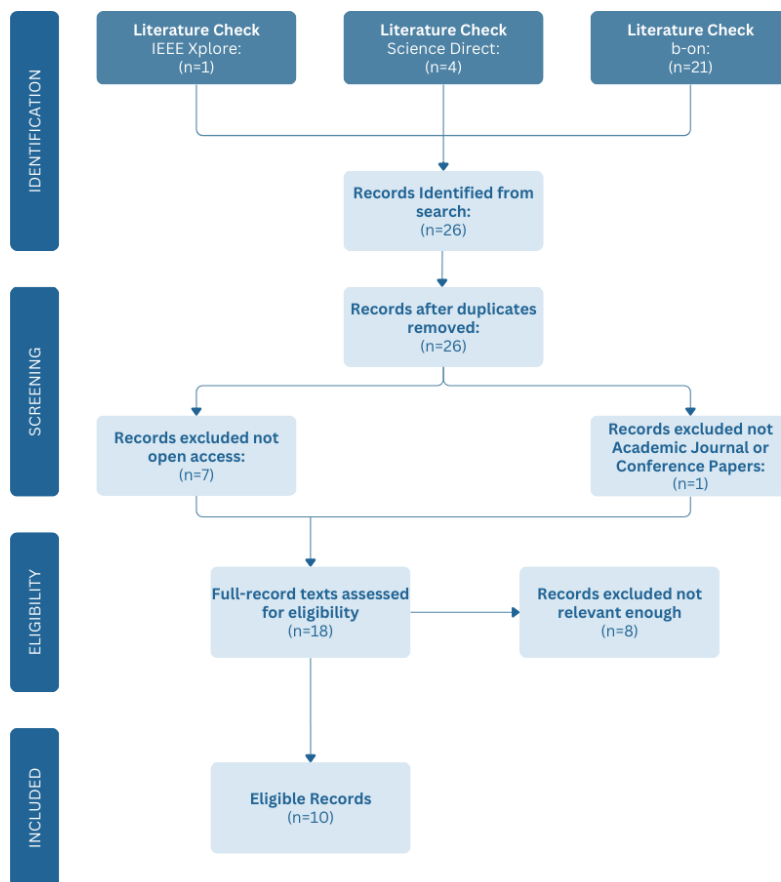 IDENTIFICATION
Literature Check
IEEE Xplore:
(n=1)
Literature Check
Science Direct:
(n=4)
Literature Check
b-on:
(n=21)
Records Identified from
search:
(n=26)
SCREENING
Records after duplicates
removed:
(n=26)
Records excluded not
open access:
(n=7)
Records excluded not
Academic Journal or
Conference Papers:
(n=1)
ELIGIBILITY
Full-record texts assessed
for eligibility
(n=18)
Records excluded not
relevant enough
(n=8)
INCLUDED
Eligible Records
(n=10)